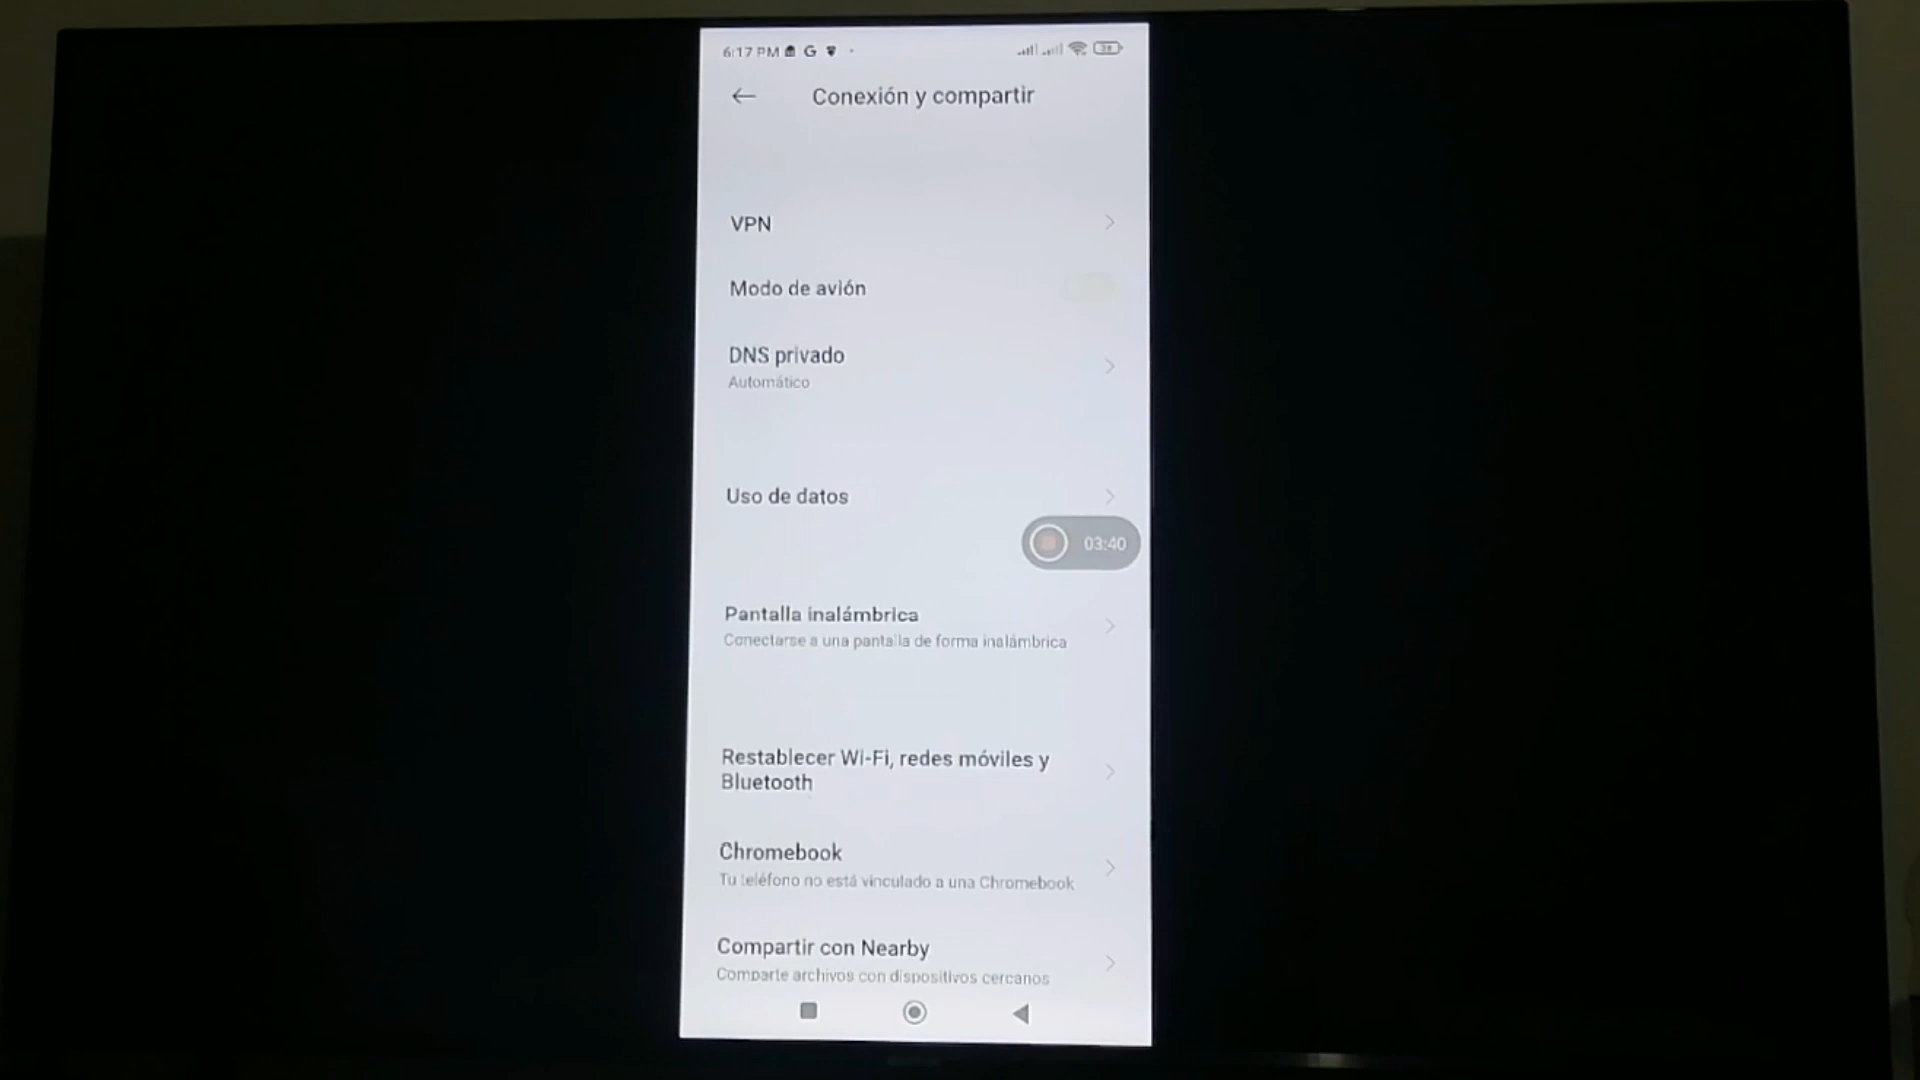 6:17 PM G
Conexión y compartir
VPN
Modo de avión
DNS privado
Automático
Uso de datos
03:40
Pantalla inalámbrica
Conectarse a una pantalla de forma inalámbrica
Restablecer Wi-Fi, redes móviles y
Bluetooth
Chromebook
Tu teléfono no está vinculado a una Chromebook
Compartir con Nearby
Comparte archivos con dispositivos cercanos